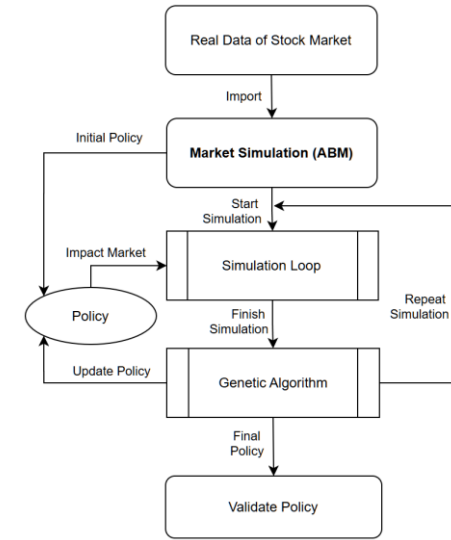 Real Data of Stock Market
Import
Market Simulation (ABM)
Initial Policy
Start
Simulation
Impact Market
Simulation Loop
Policy
Finish
Simulation
Repeat
Simulation
Update Policy
Genetic Algorithm
Final
Policy
Validate Policy